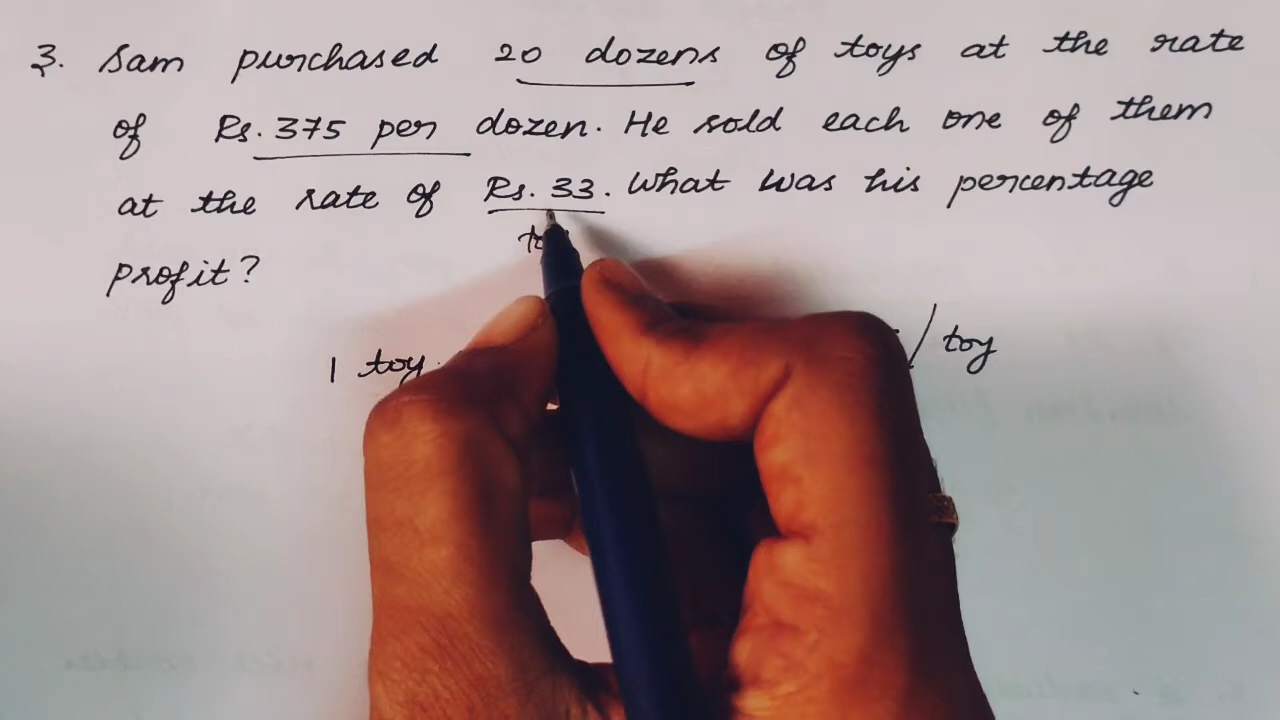 3. Sam purchased 20 dozens of toys at the rate
of Rs. 375 per dozen. He sold each one of them
at the rate of Rs. 33. What was his percentage
profit?
1 toy / toy